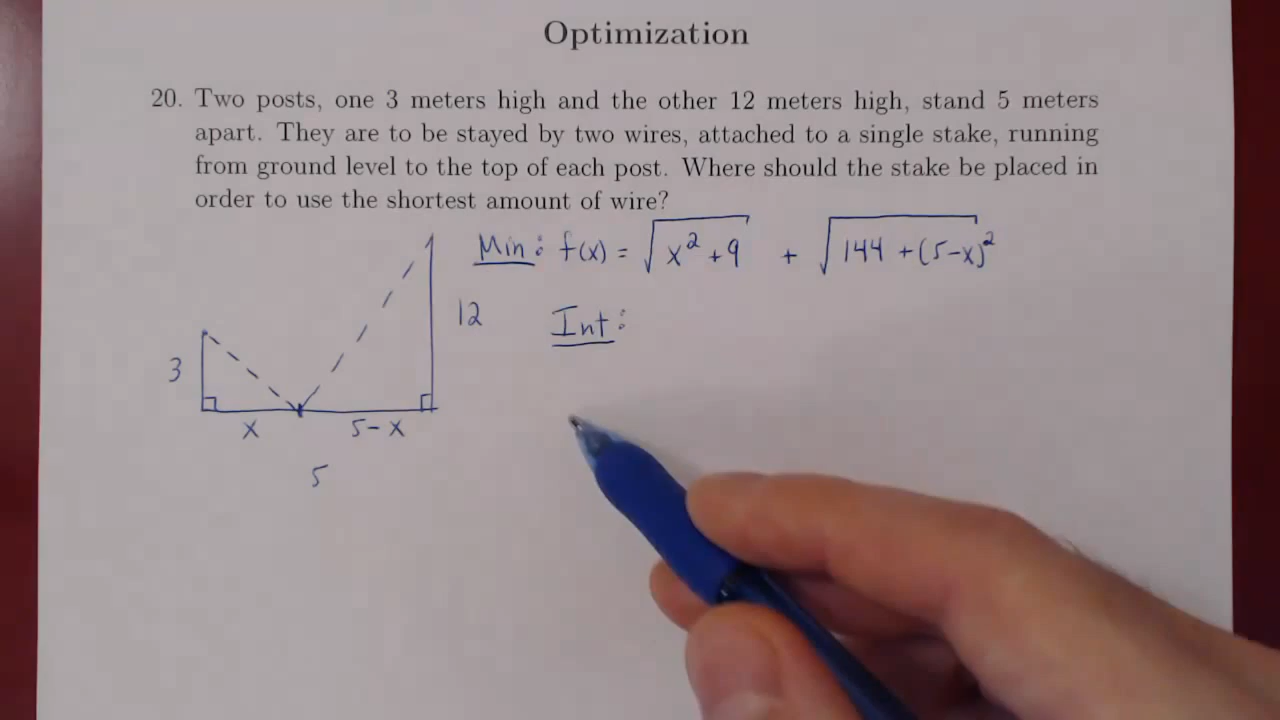 Optimization
20. Two posts, one 3 meters high and the other 12 meters high, stand 5 meters
apart. They are to be stayed by two wires, attached to a single stake, running
from ground level to the top of each post. Where should the stake be placed in
order to use the shortest amount of wire?
Min: f(x) = √(x² + 9) + √(144 + (5-x)²)
12
Int:
3
x
5-x
5